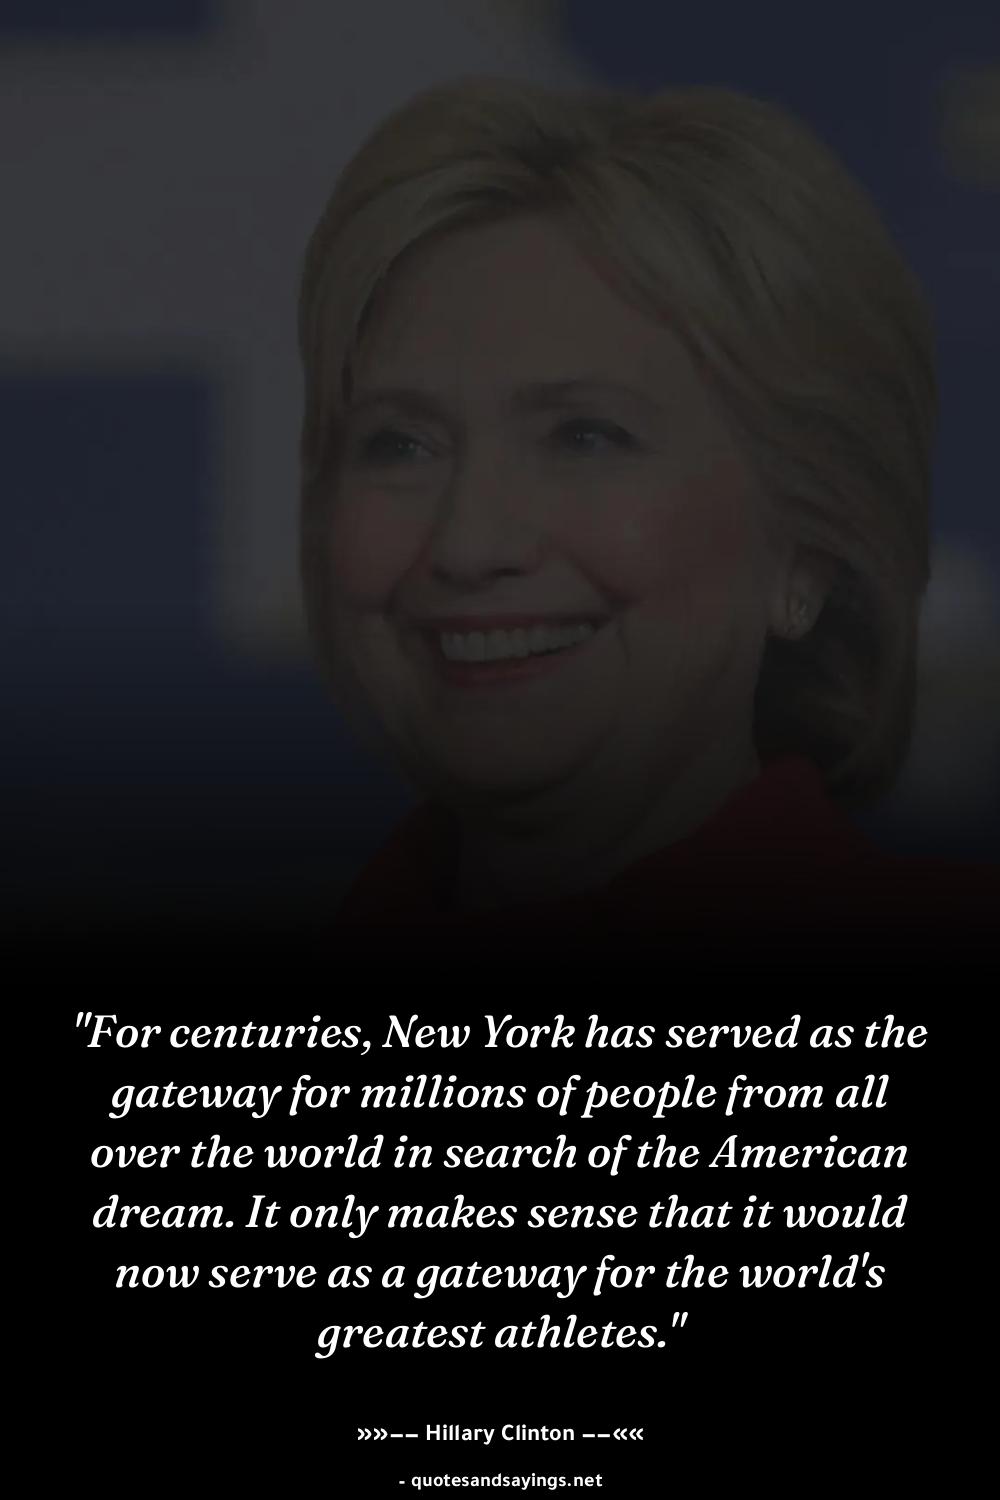 "For centuries, New York has served as the
gateway for millions of people from all
over the world in search of the American
dream. It only makes sense that it would
now serve as a gateway for the world's
greatest athletes."
»»−− Hillary Clinton −−««
- quotesandsayings.net